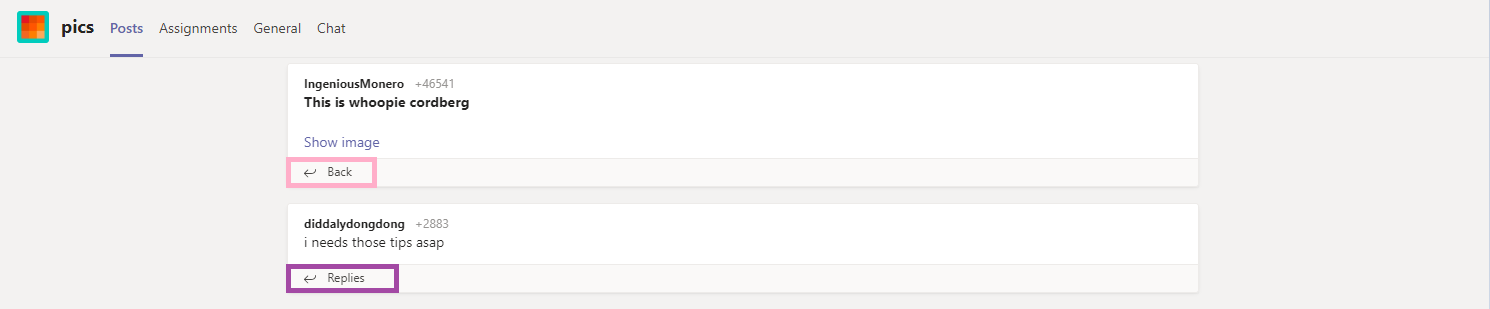 pics Posts Assignments General Chat
IngeniousMonero +46541
This is whoopie cordberg
Show image
Back
diddalydongdong +2883
i needs those tips asap
Replies